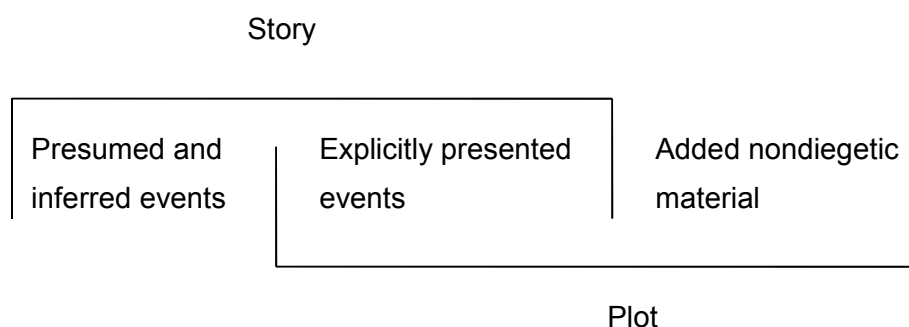 Story
Presumed and
inferred events
Explicitly presented
events
Added nondiegetic
material
Plot